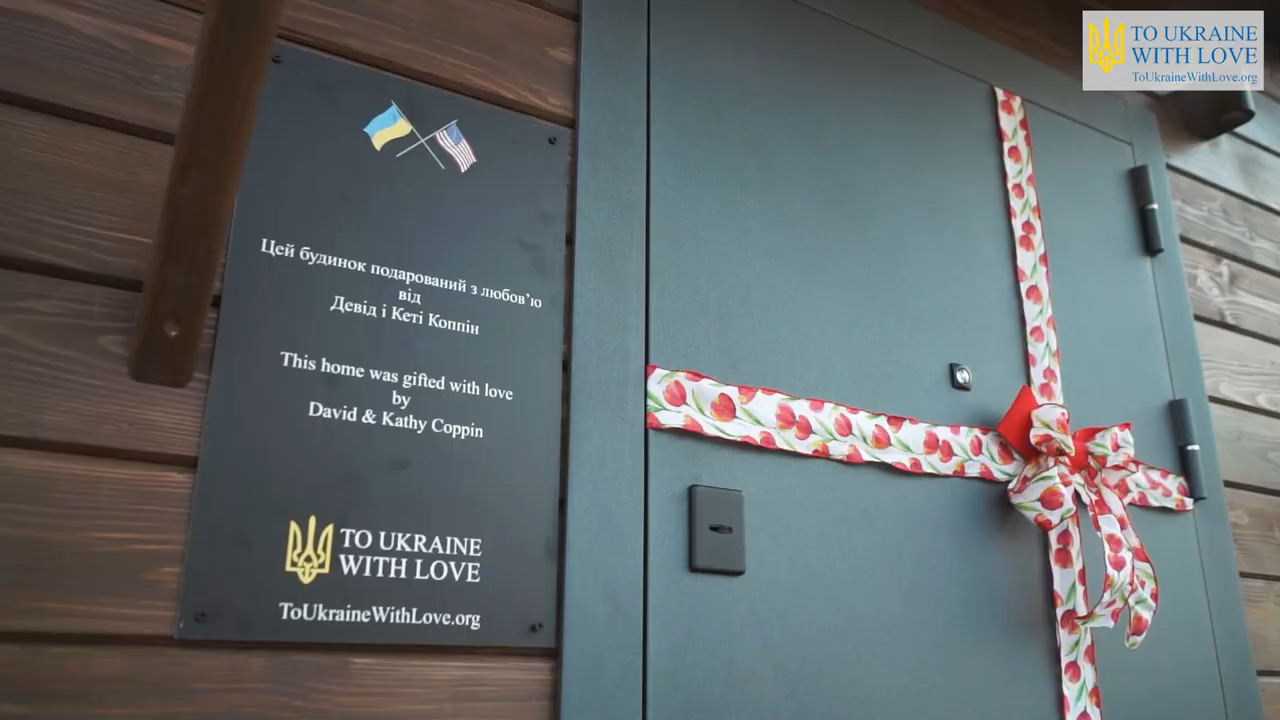 Цей будинок подарований з любов'ю
від
Девід і Кеті Коппін
This home was gifted with love
by
David & Kathy Coppin
TO UKRAINE
WITH LOVE
ToUkraineWithLove.org
TO UKRAINE
WITH LOVE
ToUkraineWithLove.org